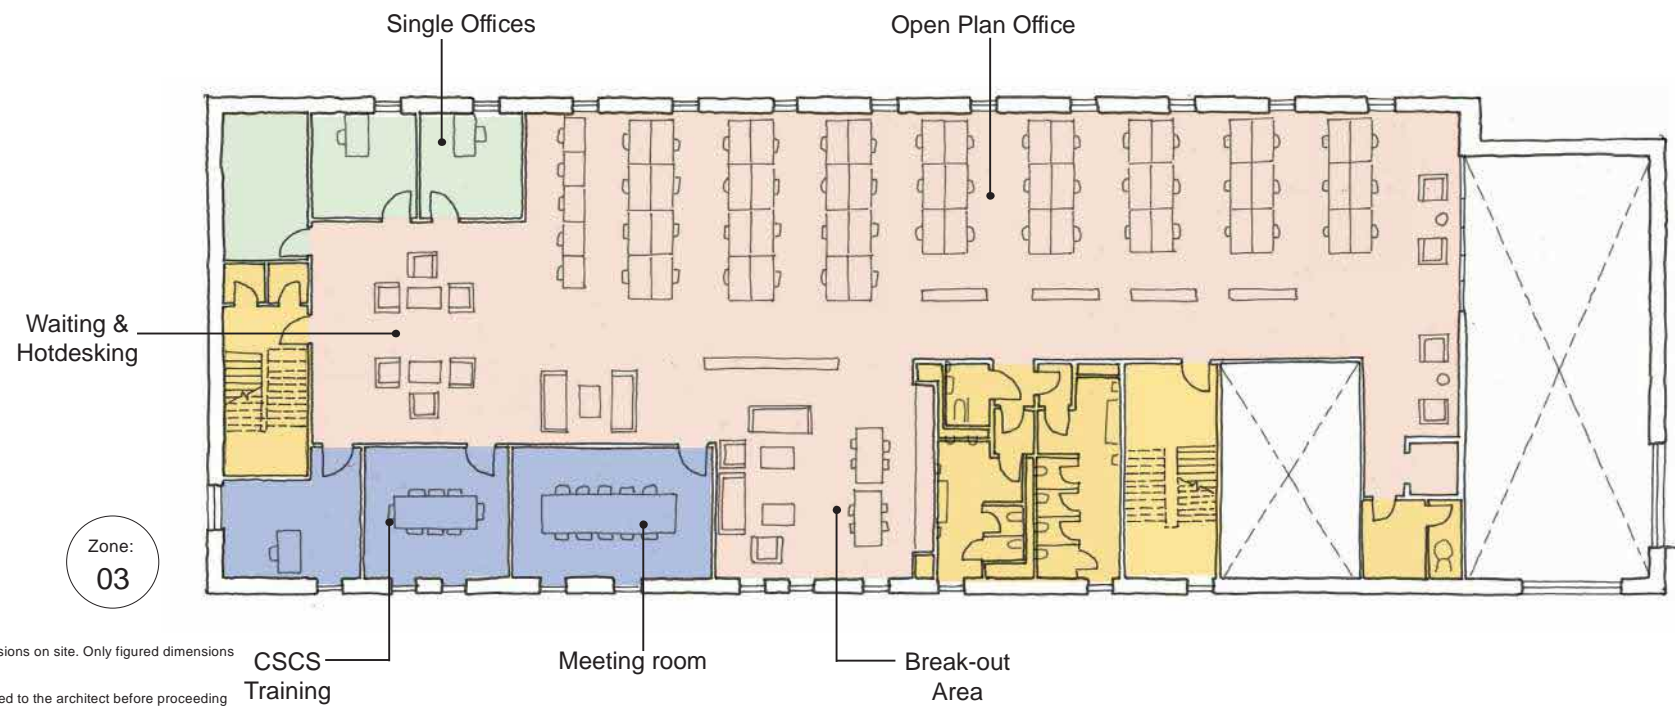 Single Offices
Open Plan Office
Waiting &
Hotdesking
Zone:
03
sions on site. Only figured dimensions
ed to the architect before proceeding
CSCS
Training
Meeting room
Break-out
Area